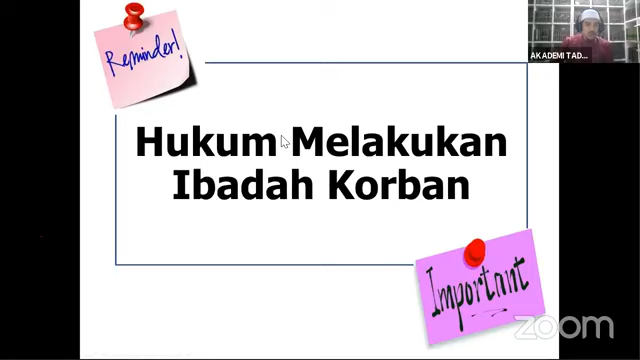 Reminder!
AKADEMI TAD...
Hukum Melakukan
Ibadah Korban
Important
zoom